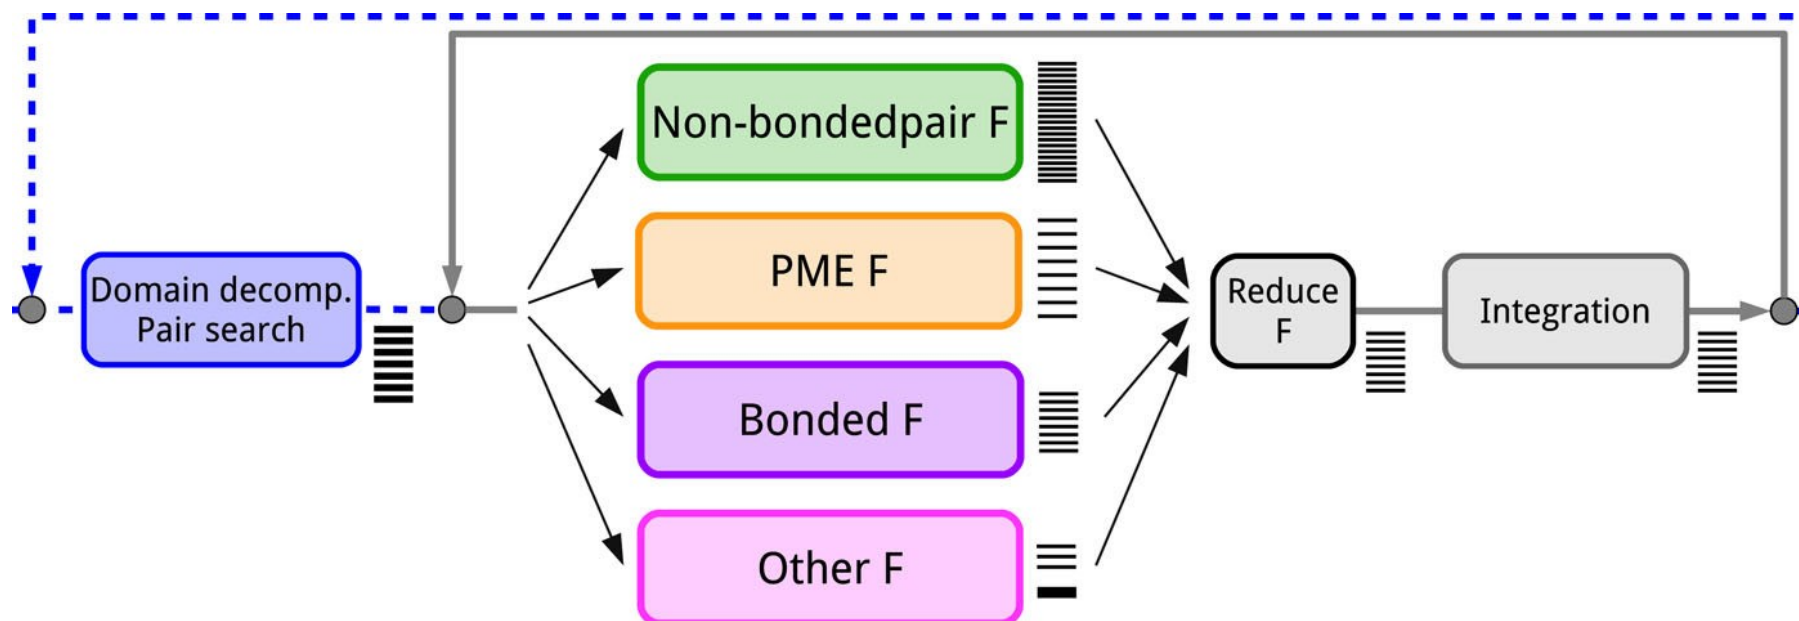 Non-bondedpair F
PME F
Domain decomp.
Pair search
Reduce
F
Integration
Bonded F
Other F